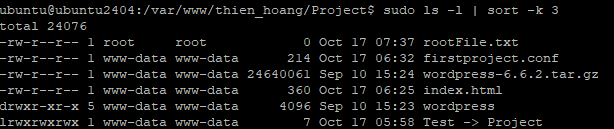 ubuntu@ubuntu2404:/var/www/thien_hoang/Project$ sudo ls -l | sort -k 3
total 24076
-rw-r--r-- 1 root     root            0 Oct 17 07:37 rootFile.txt
-rw-r--r-- 1 www-data www-data      214 Oct 17 06:32 firstproject.conf
-rw-r--r-- 1 www-data www-data 24640061 Sep 10 15:24 wordpress-6.6.2.tar.gz
-rw-r--r-- 1 www-data www-data      360 Oct 17 06:25 index.html
drwxr-xr-x 5 www-data www-data     4096 Sep 10 15:23 wordpress
lrwxrwxrwx 1 www-data www-data        7 Oct 17 05:58 Test -> Project